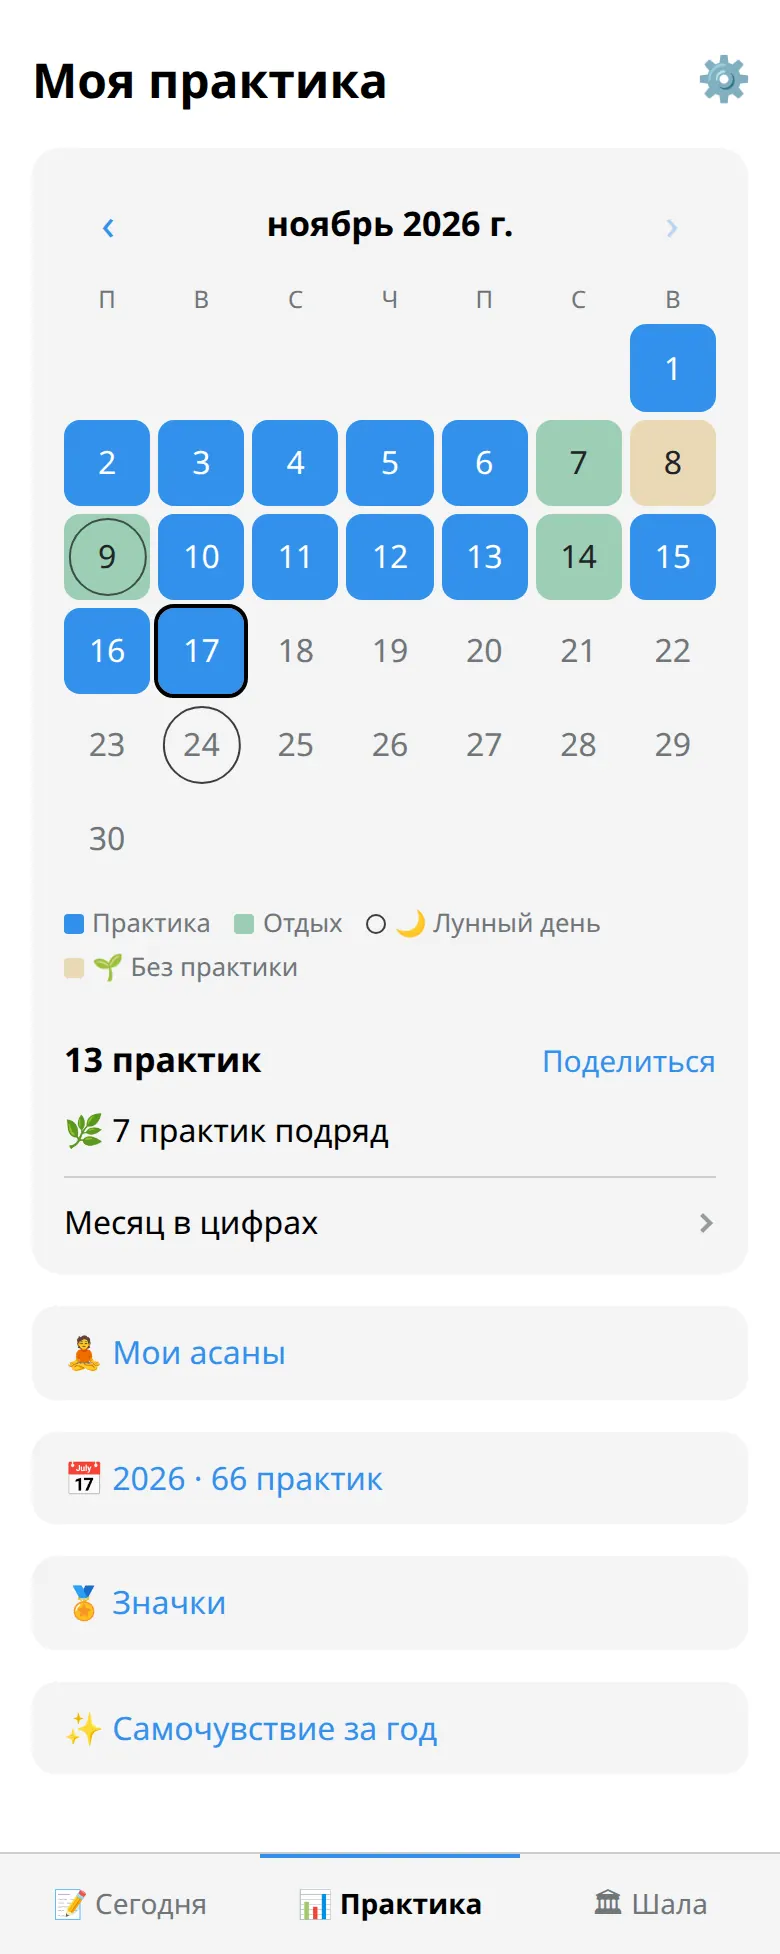 Моя практика
‹ ноябрь 2026 г. ›
П В С Ч П С В
1
2 3 4 5 6 7 8
9 10 11 12 13 14 15
16 17 18 19 20 21 22
23 24 25 26 27 28 29
30
Практика Отдых 🌙 Лунный день
🌱 Без практики
13 практик Поделиться
🌿 7 практик подряд
Месяц в цифрах
🧘 Мои асаны
📅 2026 · 66 практик
🏅 Значки
✨ Самочувствие за год
📝 Сегодня 📊 Практика 🏛 Шала